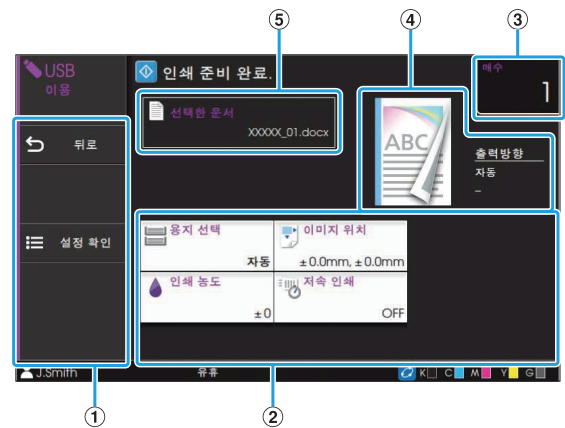 ⑤
④
③
USB
이용
인쇄 준비 완료.
매수
1
선택한 문서
XXXXX_01.docx
ABC
출력방향
자동
–
뒤로
설정 확인
용지 선택
자동
이미지 위치
±0.0mm, ±0.0mm
인쇄 농도
±0
저속 인쇄
OFF
J.Smith
유휴
K C M Y G
①
②